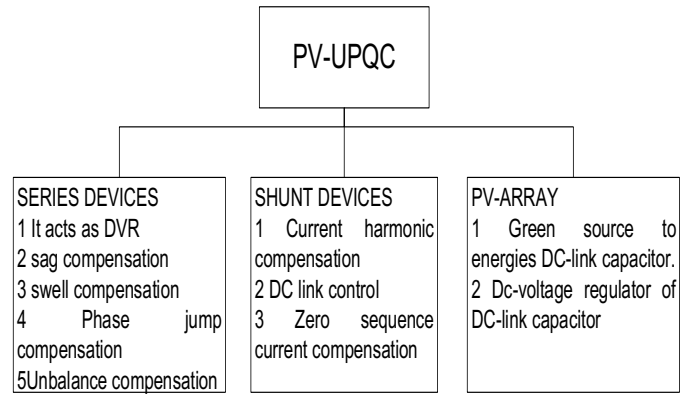 PV-UPQC
SERIES DEVICES
1 It acts as DVR
2 sag compensation
3 swell compensation
4 Phase jump
compensation
5Unbalance compensation
SHUNT DEVICES
1 Current harmonic
compensation
2 DC link control
3 Zero sequence
current compensation
PV-ARRAY
1 Green source to
energies DC-link capacitor.
2 Dc-voltage regulator of
DC-link capacitor